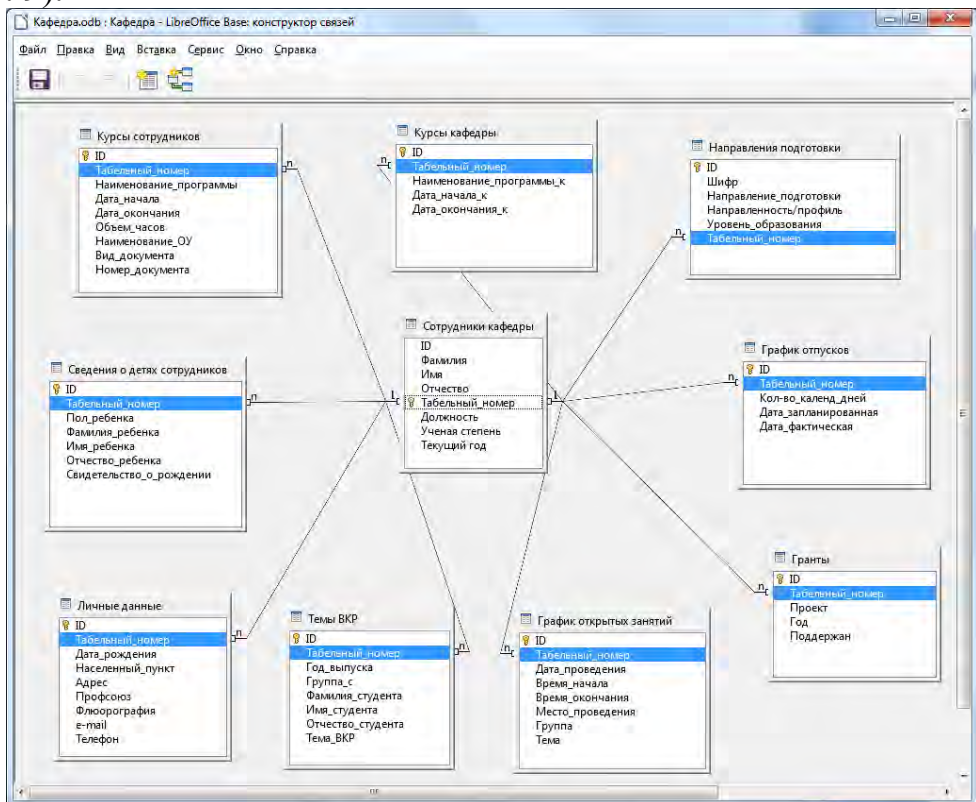 Кафедра.odb : Кафедра - LibreOffice Base: конструктор связей
Файл Правка Вид Вставка Сервис Окно Справка
Курсы сотрудников
ID
Табельный_номер
Наименование_программы
Дата_начала
Дата_окончания
Объем_часов
Наименование_ОУ
Вид_документа
Номер_документа
n
Курсы кафедры
ID
Табельный_номер
Наименование_программы_к
Дата_начала_к
Дата_окончания_к
n
Направления подготовки
ID
Шифр
Направление_подготовки
Направленность/профиль
Уровень_образования
Табельный_номер
n
Сотрудники кафедры
ID
Фамилия
Имя
Отчество
Табельный_номер
Должность
Ученая степень
Текущий год
1
1
Сведения о детях сотрудников
ID
Табельный_номер
Пол_ребенка
Фамилия_ребенка
Имя_ребенка
Отчество_ребенка
Свидетельство_о_рождении
n
График отпусков
ID
Табельный_номер
Кол-во_календ_дней
Дата_запланированная
Дата_фактическая
n
Гранты
ID
Табельный_номер
Проект
Год
Поддержан
n
Личные данные
ID
Табельный_номер
Дата_рождения
Населенный_пункт
Адрес
Профсоюз
Флюорография
e-mail
Телефон
n
Темы ВКР
ID
Табельный_номер
Год_выпуска
Группа_с
Фамилия_студента
Имя_студента
Отчество_студента
Тема_ВКР
n
График открытых занятий
ID
Табельный_номер
Дата_проведения
Время_начала
Время_окончания
Место_проведения
Группа
Тема
n